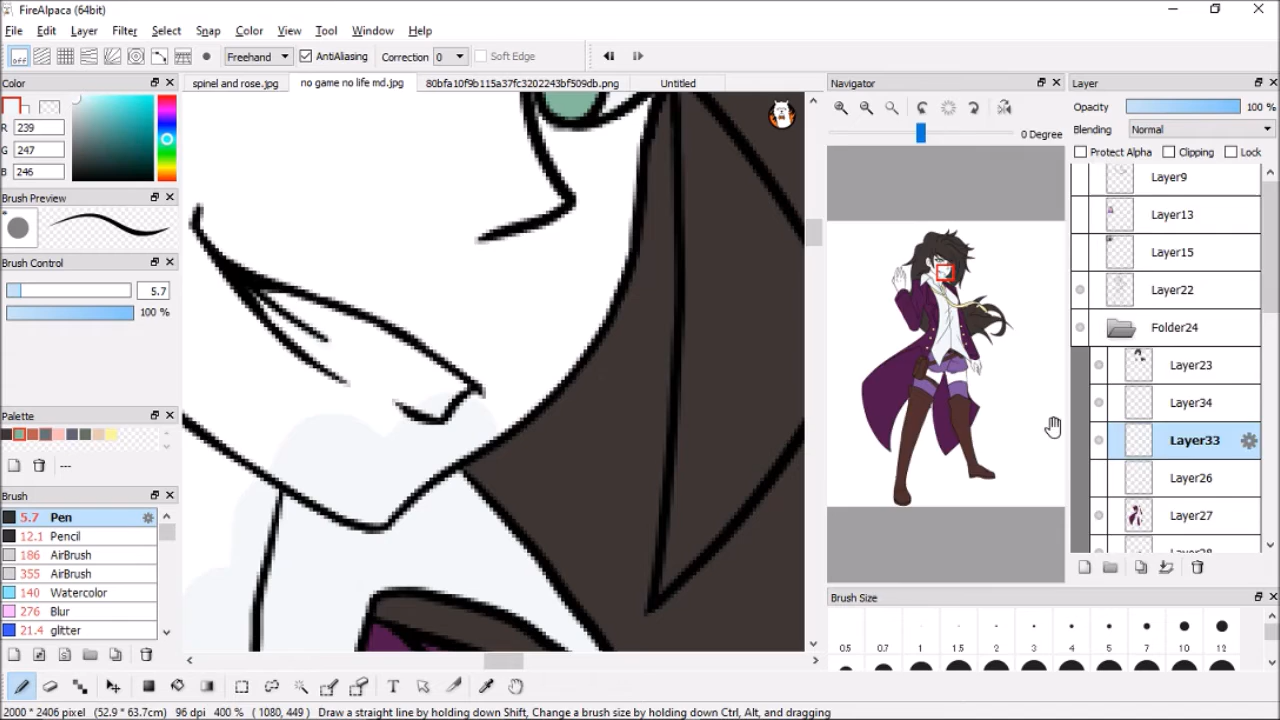 FireAlpaca (64bit)
File Edit Layer Filter Select Snap Color View Tool Window Help
off Freehand AntiAliasing Correction 0 Soft Edge
Color
R 239
G 247
B 246
Brush Preview
Brush Control
5.7
100 %
Palette
---
Brush
5.7 Pen
12.1 Pencil
186 AirBrush
355 AirBrush
140 Watercolor
276 Blur
21.4 glitter
spinel and rose.jpg no game no life md.jpg 80bfa10f9b115a37fc3202243bf509db.png Untitled
Navigator
0 Degree
Layer
Opacity 100 %
Blending Normal
Protect Alpha Clipping Lock
Layer9
Layer13
Layer15
Layer22
Folder24
Layer23
Layer34
Layer33
Layer26
Layer27
Brush Size
0.5 0.7 1 1.5 2 3 4 5 7 10 12
2000 * 2406 pixel (52.9 * 63.7cm) 96 dpi 400 % ( 1080, 449 ) Draw a straight line by holding down Shift, Change a brush size by holding down Ctrl, Alt, and dragging